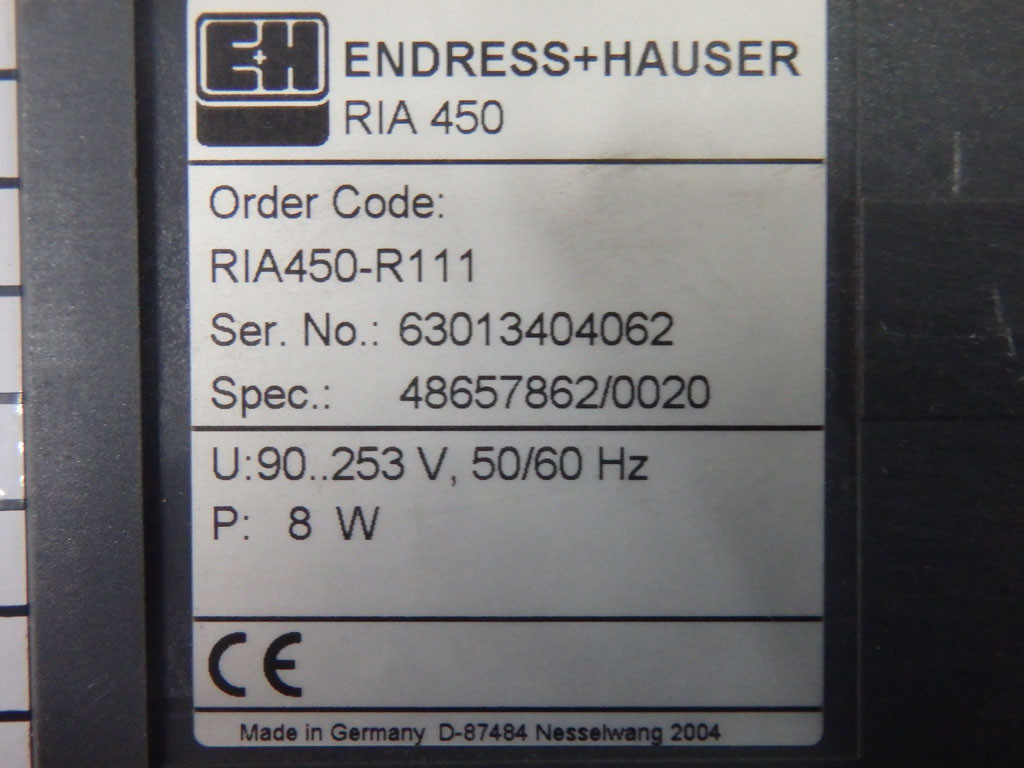 E+H
ENDRESS+HAUSER
RIA 450
Order Code:
RIA450-R111
Ser. No.: 63013404062
Spec.: 48657862/0020
U:90..253 V, 50/60 Hz
P: 8 W
CE
Made in Germany D-87484 Nesselwang 2004